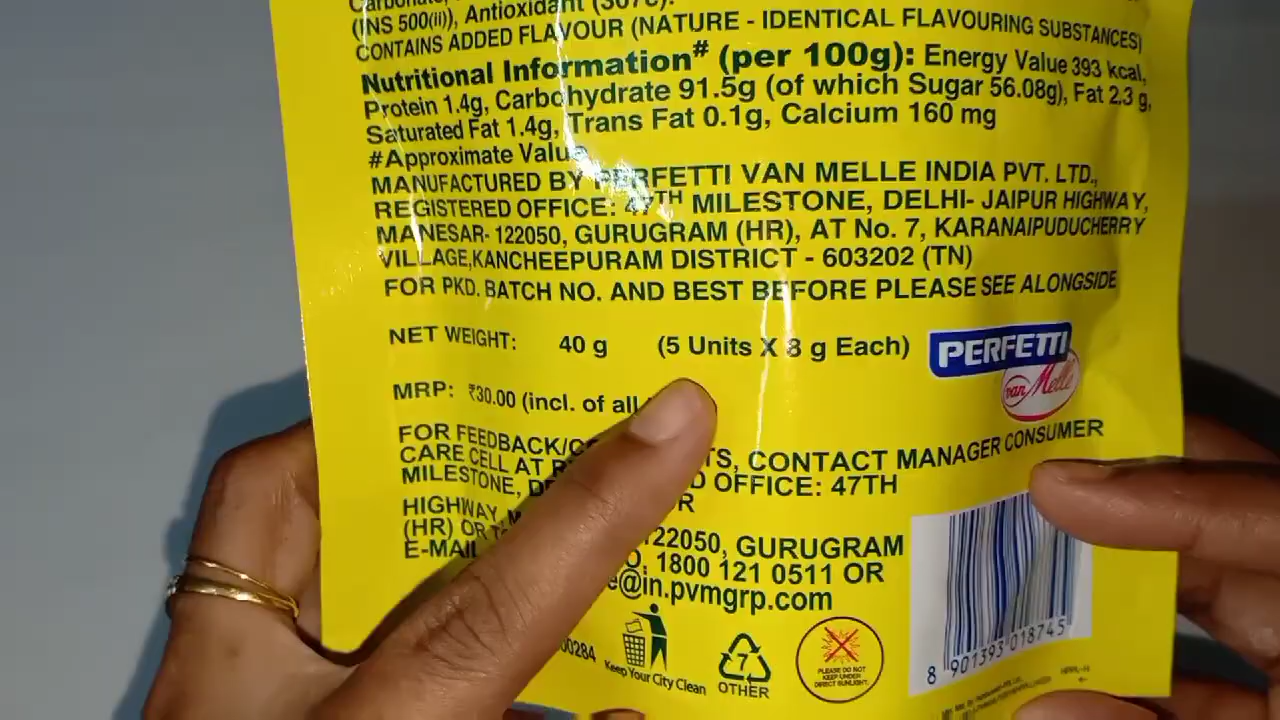 (INS 500(ii)), Antioxidant (307c).
CONTAINS ADDED FLAVOUR (NATURE - IDENTICAL FLAVOURING SUBSTANCES)
Nutritional Information# (per 100g): Energy Value 393 kcal,
Protein 1.4g, Carbohydrate 91.5g (of which Sugar 56.08g), Fat 2.3 g,
Saturated Fat 1.4g, Trans Fat 0.1g, Calcium 160 mg
#Approximate Value
MANUFACTURED BY PERFETTI VAN MELLE INDIA PVT. LTD.,
REGISTERED OFFICE: 47TH MILESTONE, DELHI- JAIPUR HIGHWAY,
MANESAR- 122050, GURUGRAM (HR), AT No. 7, KARANAIPUDUCHERRY
VILLAGE,KANCHEEPURAM DISTRICT - 603202 (TN)
FOR PKD. BATCH NO. AND BEST BEFORE PLEASE SEE ALONGSIDE
NET WEIGHT: 40 g (5 Units X 8 g Each)
PERFETTI
van Melle
MRP: ₹30.00 (incl. of all
FOR FEEDBACK/ CONTACT MANAGER CONSUMER
CARE CELL AT OFFICE: 47TH
MILESTONE,
HIGHWAY,
(HR) OR 122050, GURUGRAM
E-MAIL 1800 121 0511 OR
@in.pvmgrp.com
00284
Keep Your City Clean
7
OTHER
PLEASE DO NOT
KEEP UNDER
DIRECT SUNLIGHT.
8 901393 018745